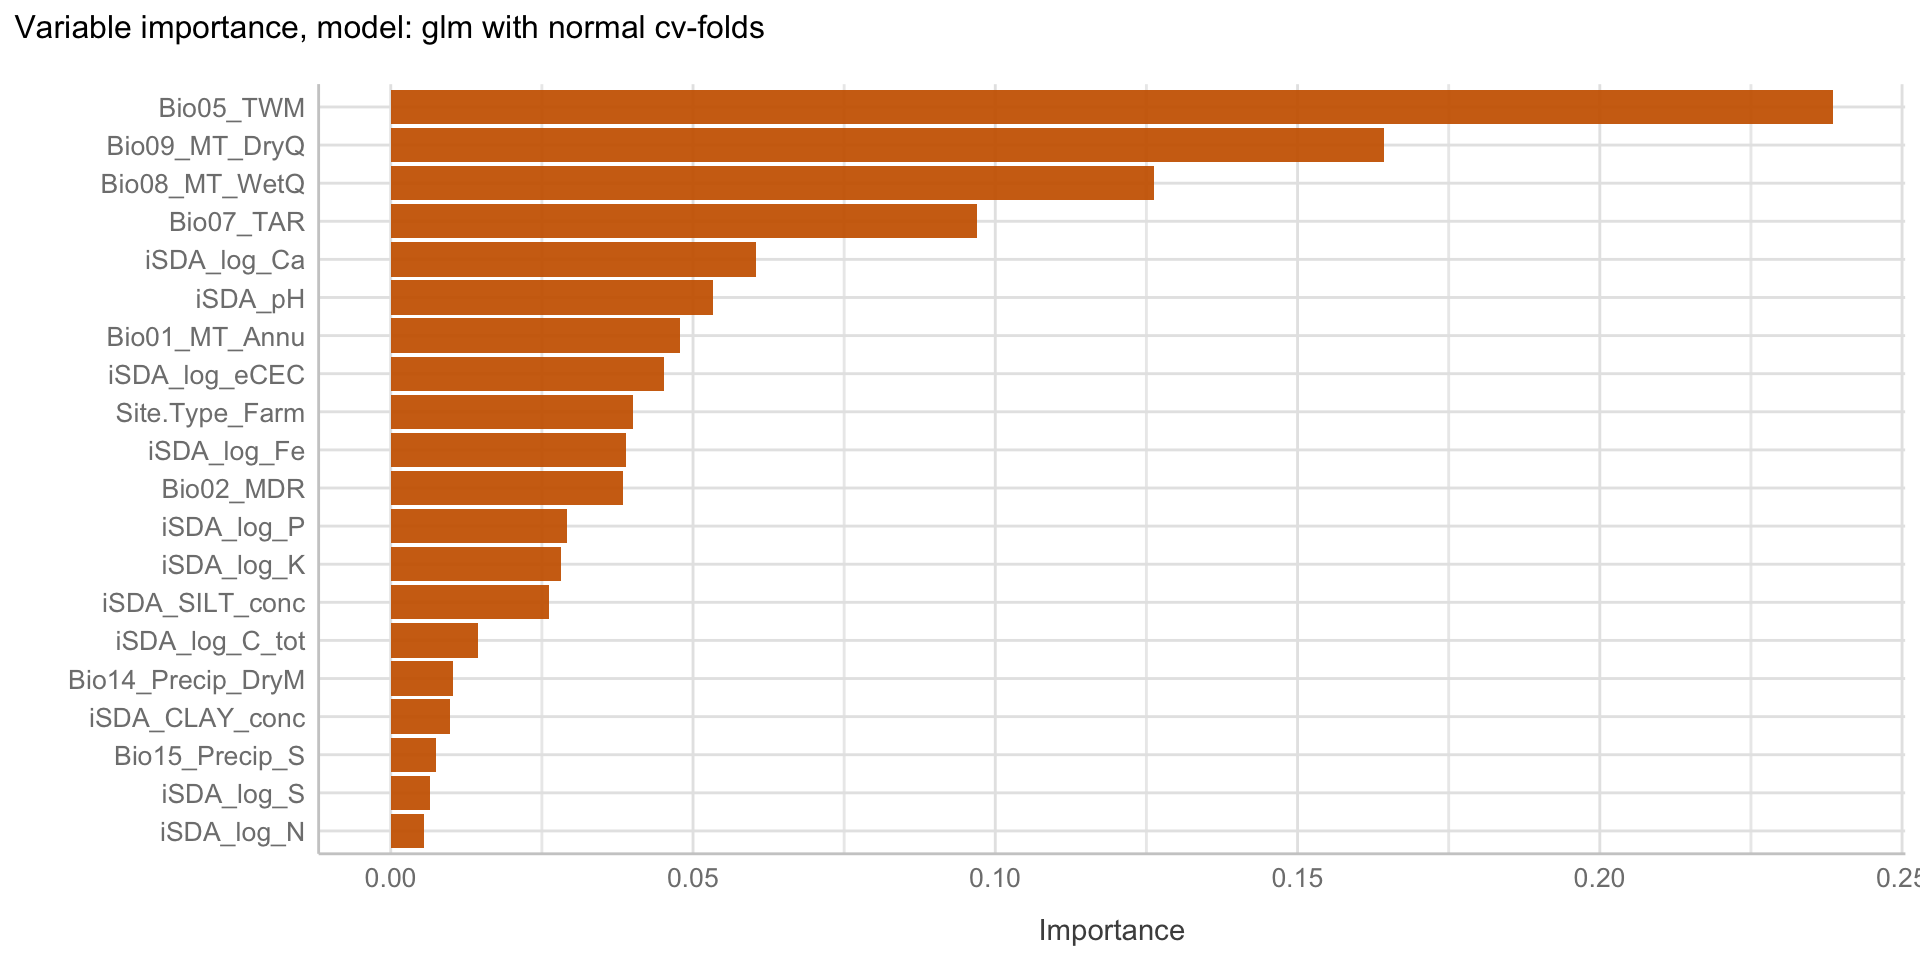 Variable importance, model: glm with normal cv-folds
Bio05_TWM
Bio09_MT_DryQ
Bio08_MT_WetQ
Bio07_TAR
iSDA_log_Ca
iSDA_pH
Bio01_MT_Annu
iSDA_log_eCEC
Site.Type_Farm
iSDA_log_Fe
Bio02_MDR
iSDA_log_P
iSDA_log_K
iSDA_SILT_conc
iSDA_log_C_tot
Bio14_Precip_DryM
iSDA_CLAY_conc
Bio15_Precip_S
iSDA_log_S
iSDA_log_N
0.00 0.05 0.10 0.15 0.20 0.25
Importance